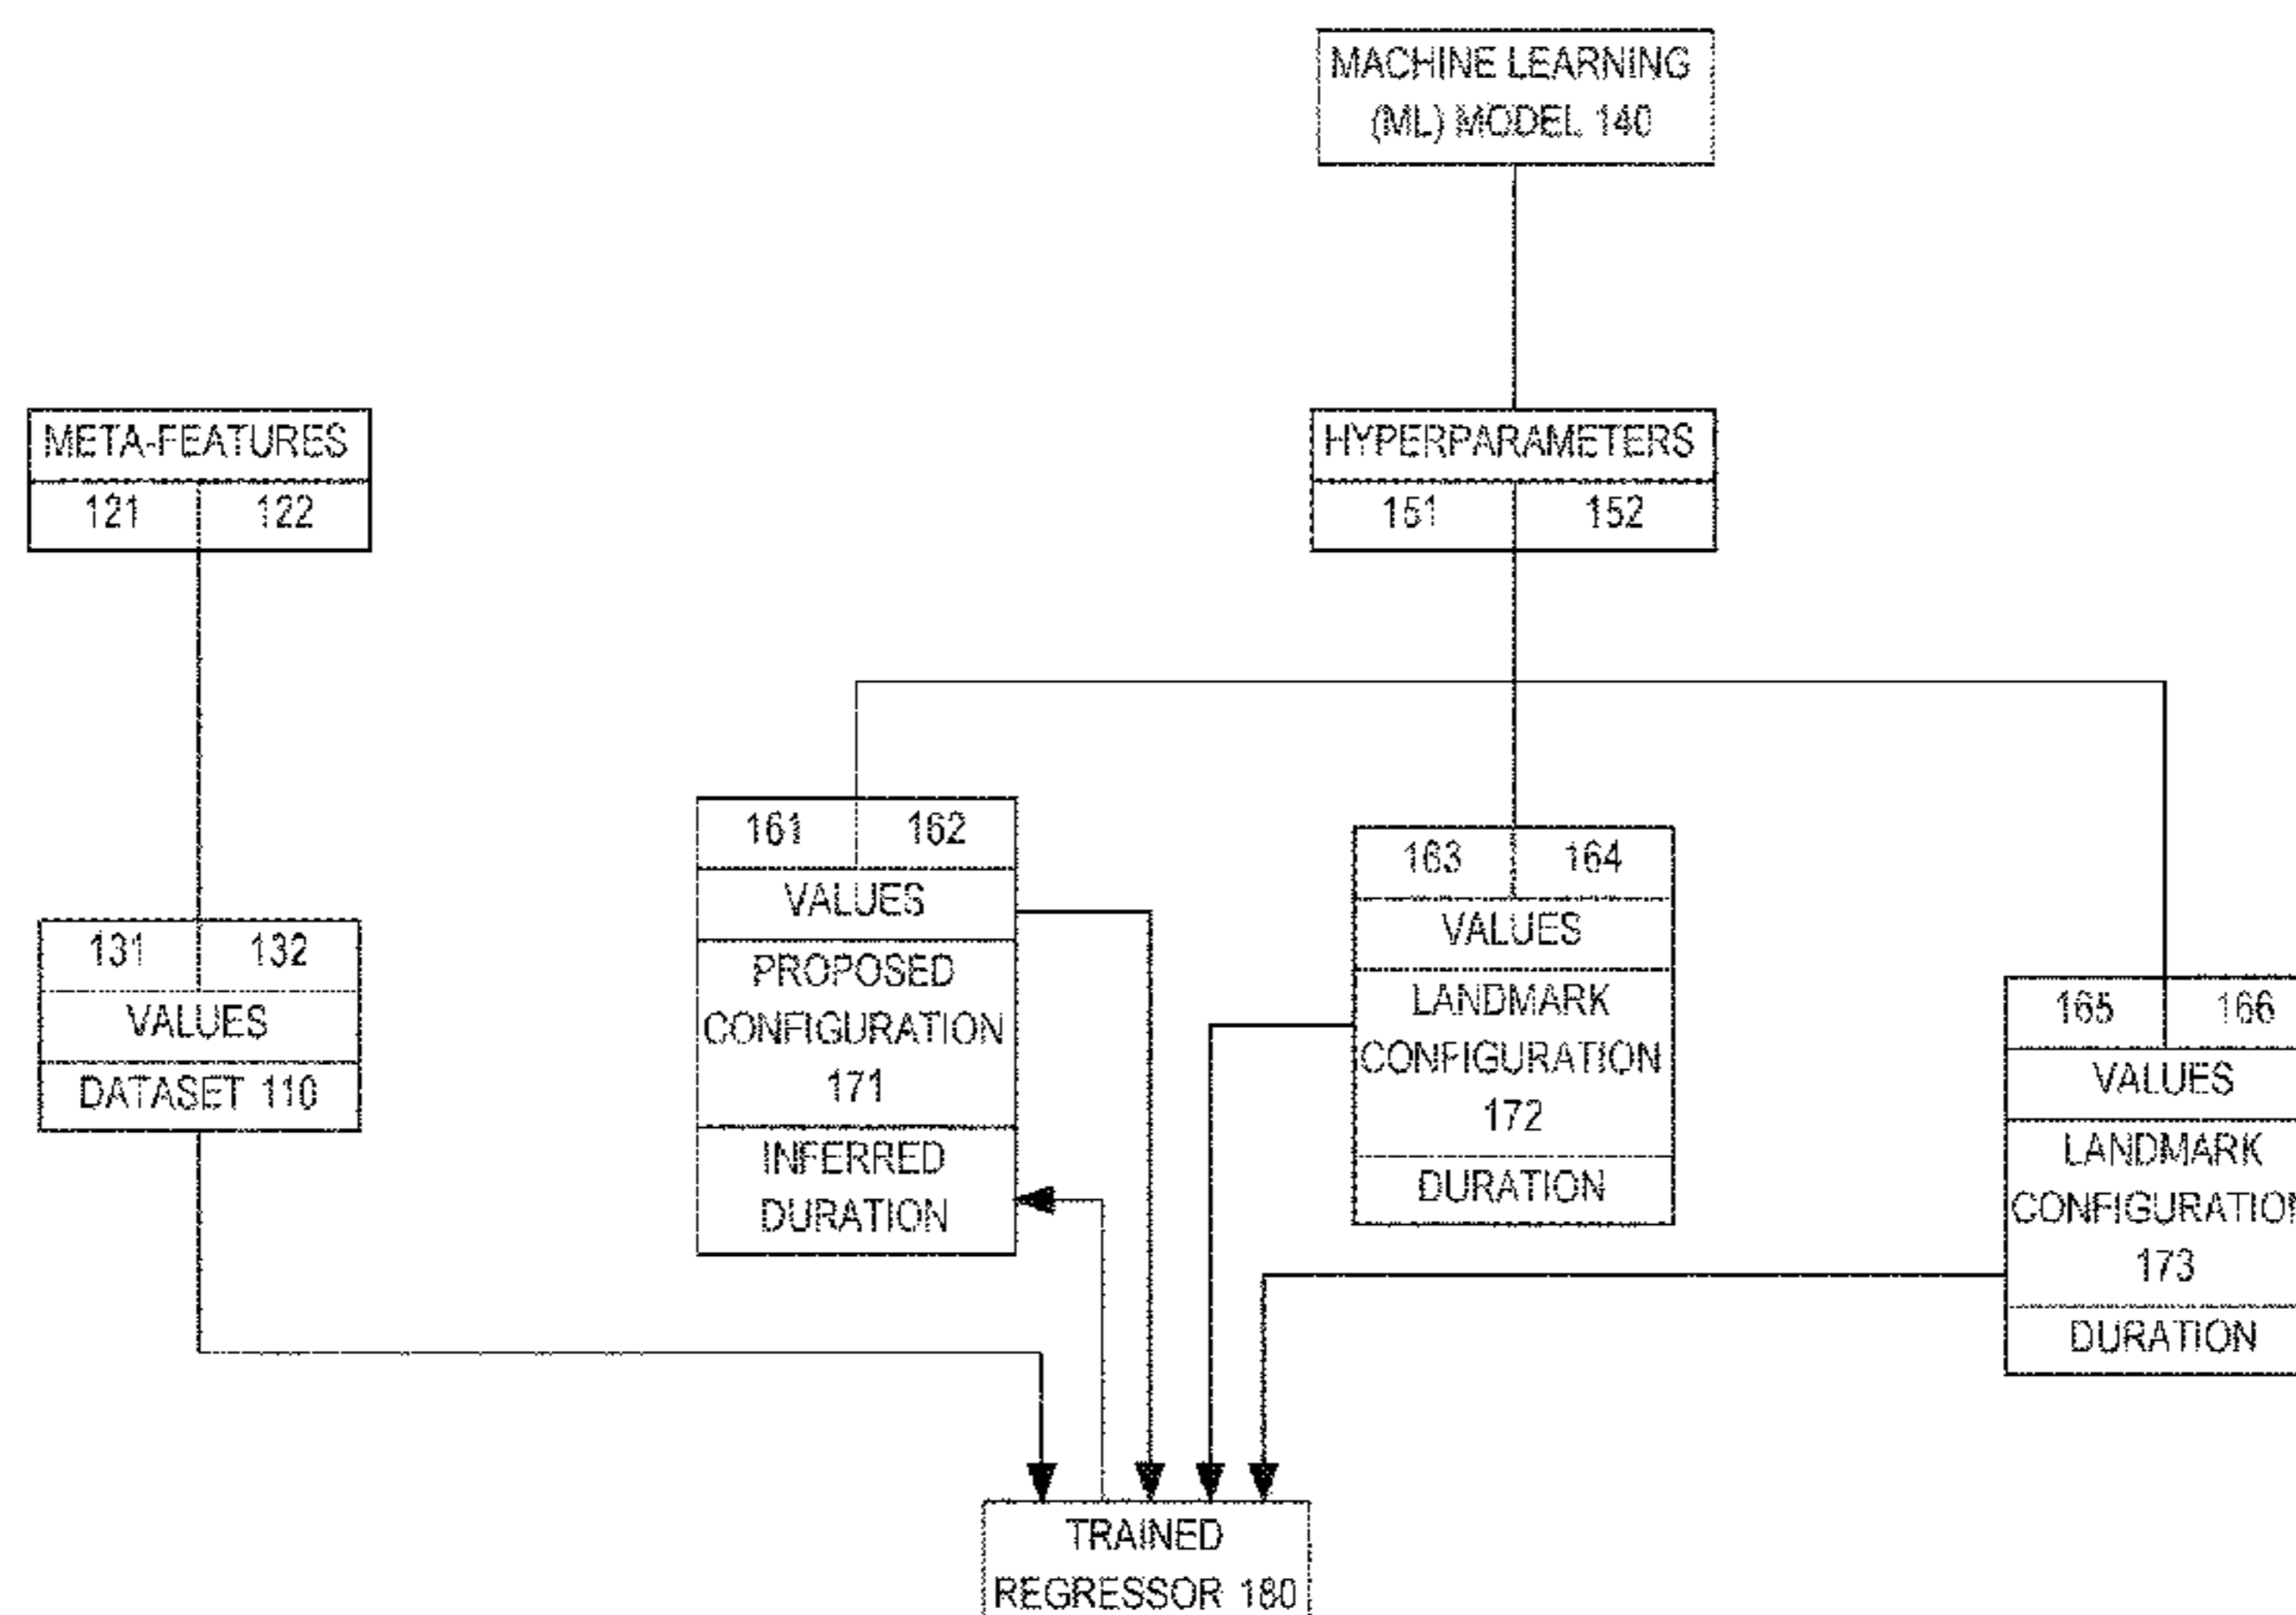 MACHINE LEARNING
(ML) MODEL 140
META-FEATURES
121 122
HYPERPARAMETERS
151 152
131 132
VALUES
DATASET 110
161 162
VALUES
PROPOSED
CONFIGURATION
171
INFERRED
DURATION
163 164
VALUES
LANDMARK
CONFIGURATION
172
DURATION
165 166
VALUES
LANDMARK
CONFIGURATION
173
DURATION
TRAINED
REGRESSOR 180